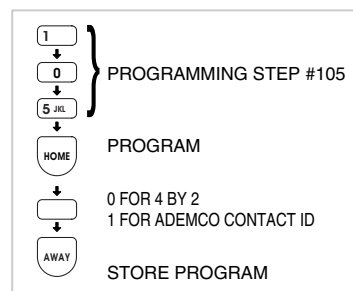 1
0
PROGRAMMING STEP #105
5 JKL
HOME
PROGRAM
0 FOR 4 BY 2
1 FOR ADEMCO CONTACT ID
AWAY
STORE PROGRAM